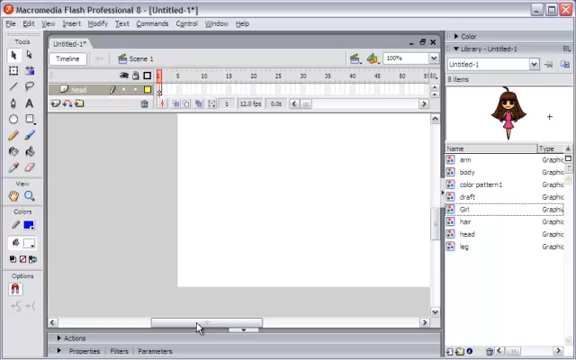 Macromedia Flash Professional 8 - [Untitled-1*]
File Edit View Insert Modify Text Commands Control Window Help
Tools
Untitled-1*
Timeline
Scene 1
100%
1 5 10 15 20 25 30 35 40 45 50 55
head
1 12.0 fps 0.0s
View
Colors
Options
Color
Library - Untitled-1
Untitled-1
8 items
Name Type
arm Graphic
body Graphic
color pattern1 Graphic
draft Graphic
Girl Graphic
hair Graphic
head Graphic
leg Graphic
Actions
Properties Filters Parameters